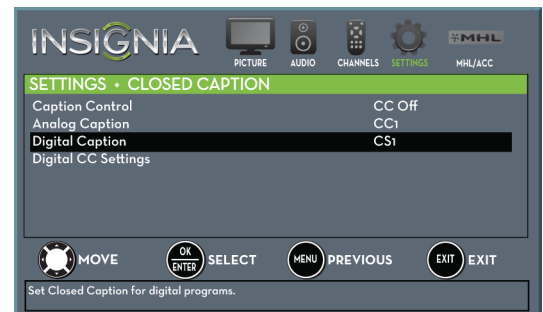 INSIGNIA
PICTURE AUDIO CHANNELS SETTINGS MHL MHL/ACC
SETTINGS • CLOSED CAPTION
Caption Control CC Off
Analog Caption CC1
Digital Caption CS1
Digital CC Settings
MOVE OK ENTER SELECT MENU PREVIOUS EXIT EXIT
Set Closed Caption for digital programs.